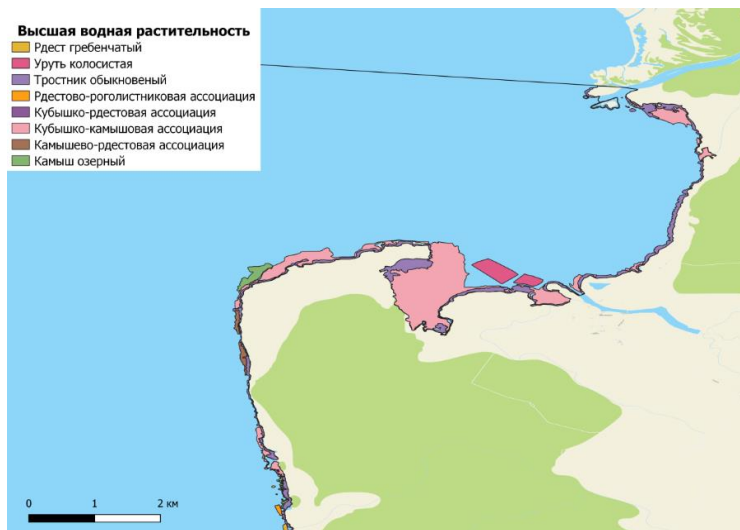 Высшая водная растительность
Рдест гребенчатый
Уруть колосистая
Тростник обыкновеный
Рдестово-роголистниковая ассоциация
Кубышко-рдестовая ассоциация
Кубышко-камышовая ассоциация
Камышево-рдестовая ассоциация
Камыш озерный
0 1 2 км